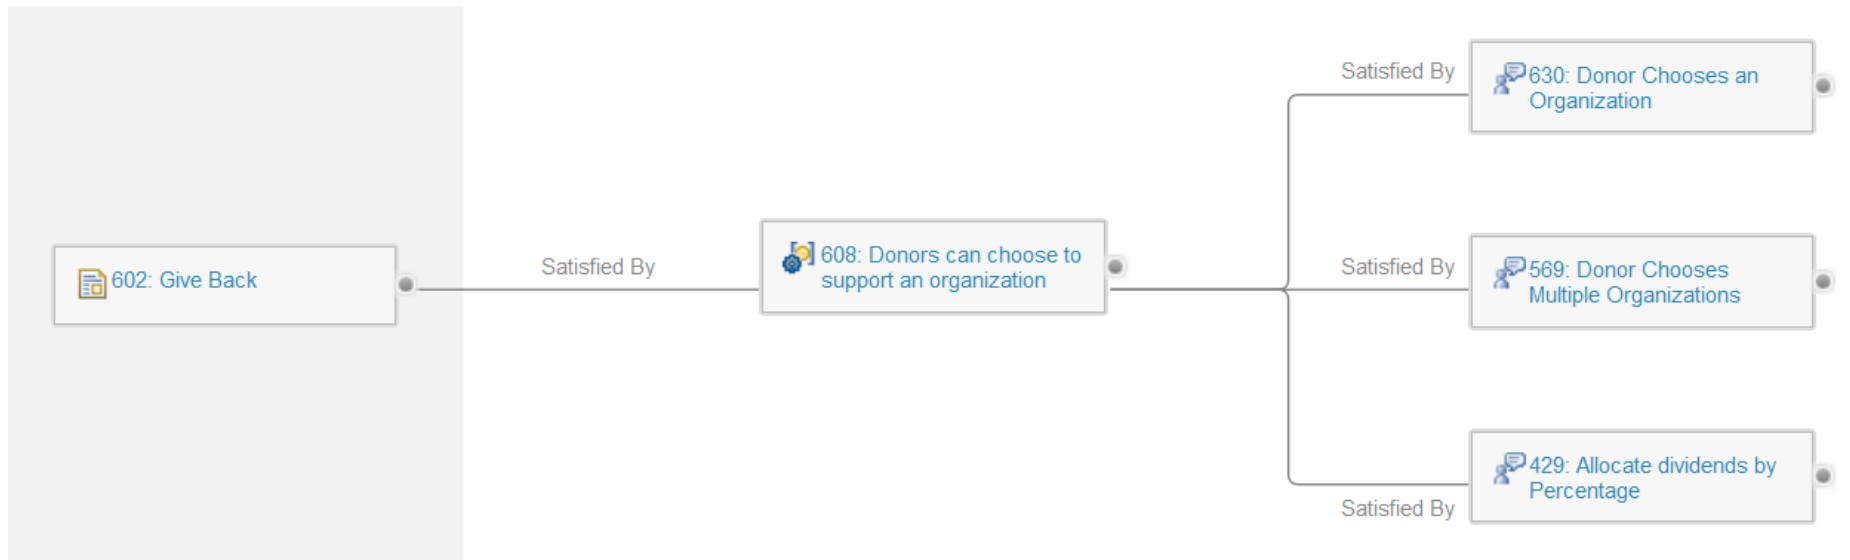 602: Give Back
Satisfied By
608: Donors can choose to
support an organization
Satisfied By
630: Donor Chooses an
Organization
Satisfied By
569: Donor Chooses
Multiple Organizations
Satisfied By
429: Allocate dividends by
Percentage